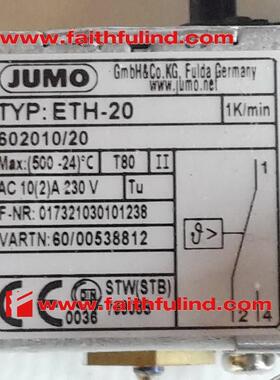 www.faithfulind.com
JUMO
GmbH&Co.KG, Fulda Germany
www.jumo.net
TYP: ETH-20
1K/min
602010/20
Max:(500 -24)°C T80 II
AC 10(2)A 230 V Tu
F-NR: 017321030101238
VARTN: 60/00538812
ϑ>
1
2 4
CE 0036
STW(STB)
www.faithfulind.com